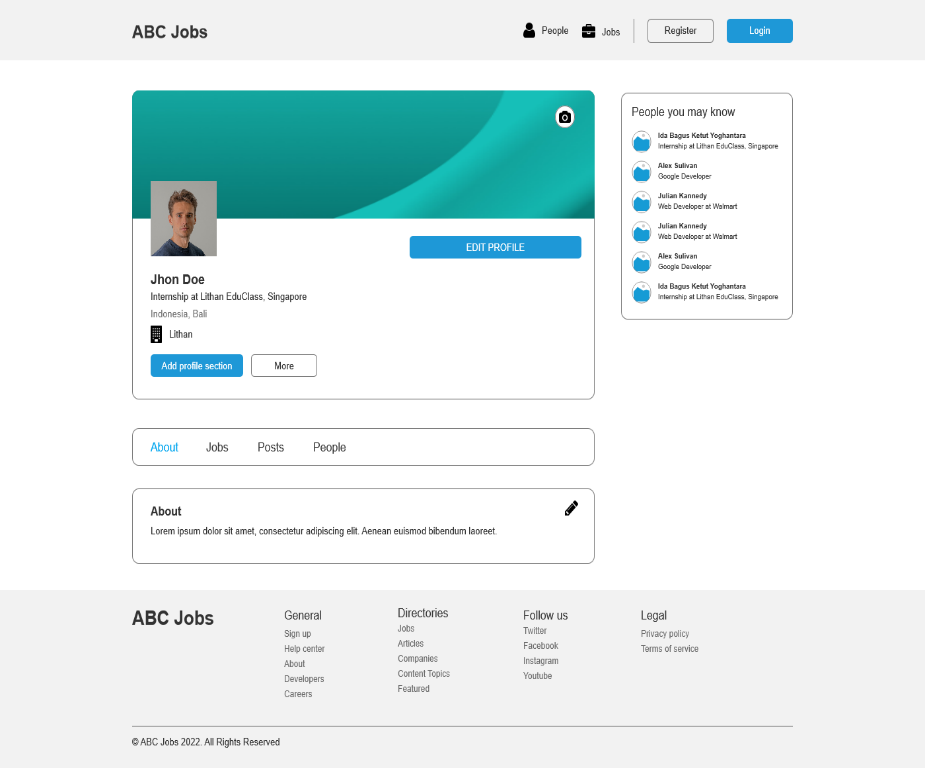 ABC Jobs
People
Jobs
Register
Login
EDIT PROFILE
Jhon Doe
Internship at Lithan EduClass, Singapore
Indonesia, Bali
Lithan
Add profile section
More
People you may know
Ida Bagus Ketut Yoghantara
Internship at Lithan EduClass, Singapore
Alex Sulivan
Google Developer
Julian Kannedy
Web Developer at Walmart
Julian Kannedy
Web Developer at Walmart
Alex Sulivan
Google Developer
Ida Bagus Ketut Yoghantara
Internship at Lithan EduClass, Singapore
About
Jobs
Posts
People
About
Lorem ipsum dolor sit amet, consectetur adipiscing elit. Aenean euismod bibendum laoreet.
ABC Jobs
General
Sign up
Help center
About
Developers
Careers
Directories
Jobs
Articles
Companies
Content Topics
Featured
Follow us
Twitter
Facebook
Instagram
Youtube
Legal
Privacy policy
Terms of service
© ABC Jobs 2022. All Rights Reserved